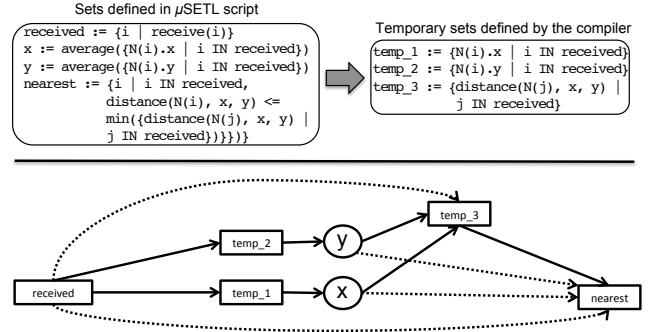 Sets defined in μSETL script
received := {i | receive(i)}
x := average({N(i).x | i IN received})
y := average({N(i).y | i IN received})
nearest := {i | i IN received,
distance(N(i), x, y) <=
min({distance(N(j), x, y) |
j IN received})}})}
Temporary sets defined by the compiler
temp_1 := {N(i).x | i IN received}
temp_2 := {N(i).y | i IN received}
temp_3 := {distance(N(j), x, y) |
j IN received}
temp_3
temp_2
y
received
temp_1
x
nearest